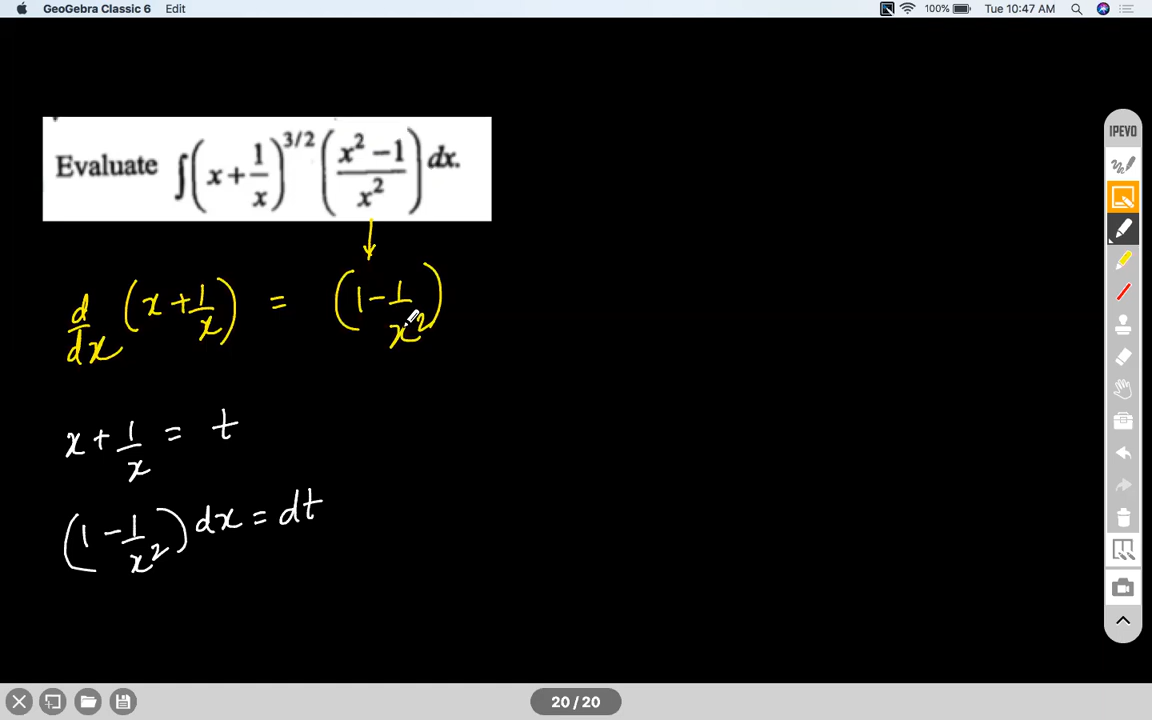 GeoGebra Classic 6 Edit 100% Tue 10:47 AM
Evaluate ∫(x + 1/x)^3/2 ((x² − 1)/x²) dx.
IPEVO
d/dx (x + 1/x) = (1 − 1/x²)
x + 1/x = t
(1 − 1/x²) dx = dt
20 / 20